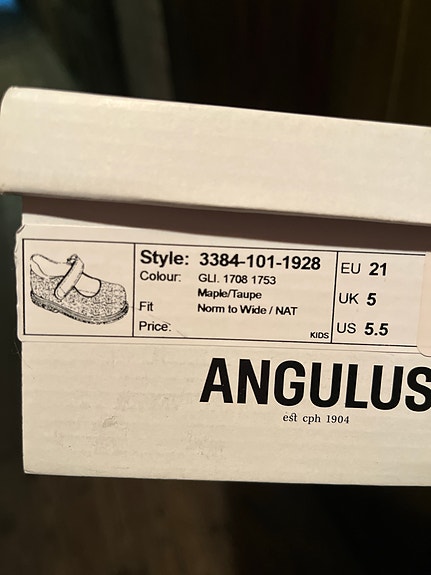 Style: 3384-101-1928
Colour: GLI. 1708 1753
Maple/Taupe
Fit Norm to Wide / NAT
Price:
KIDS
EU 21
UK 5
US 5.5
ANGULUS
est cph 1904